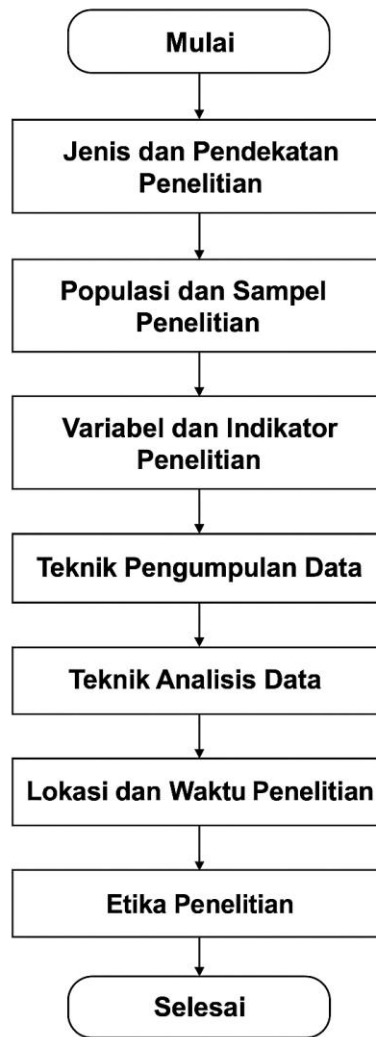 Mulai
Jenis dan Pendekatan
Penelitian
Populasi dan Sampel
Penelitian
Variabel dan Indikator
Penelitian
Teknik Pengumpulan Data
Teknik Analisis Data
Lokasi dan Waktu Penelitian
Etika Penelitian
Selesai